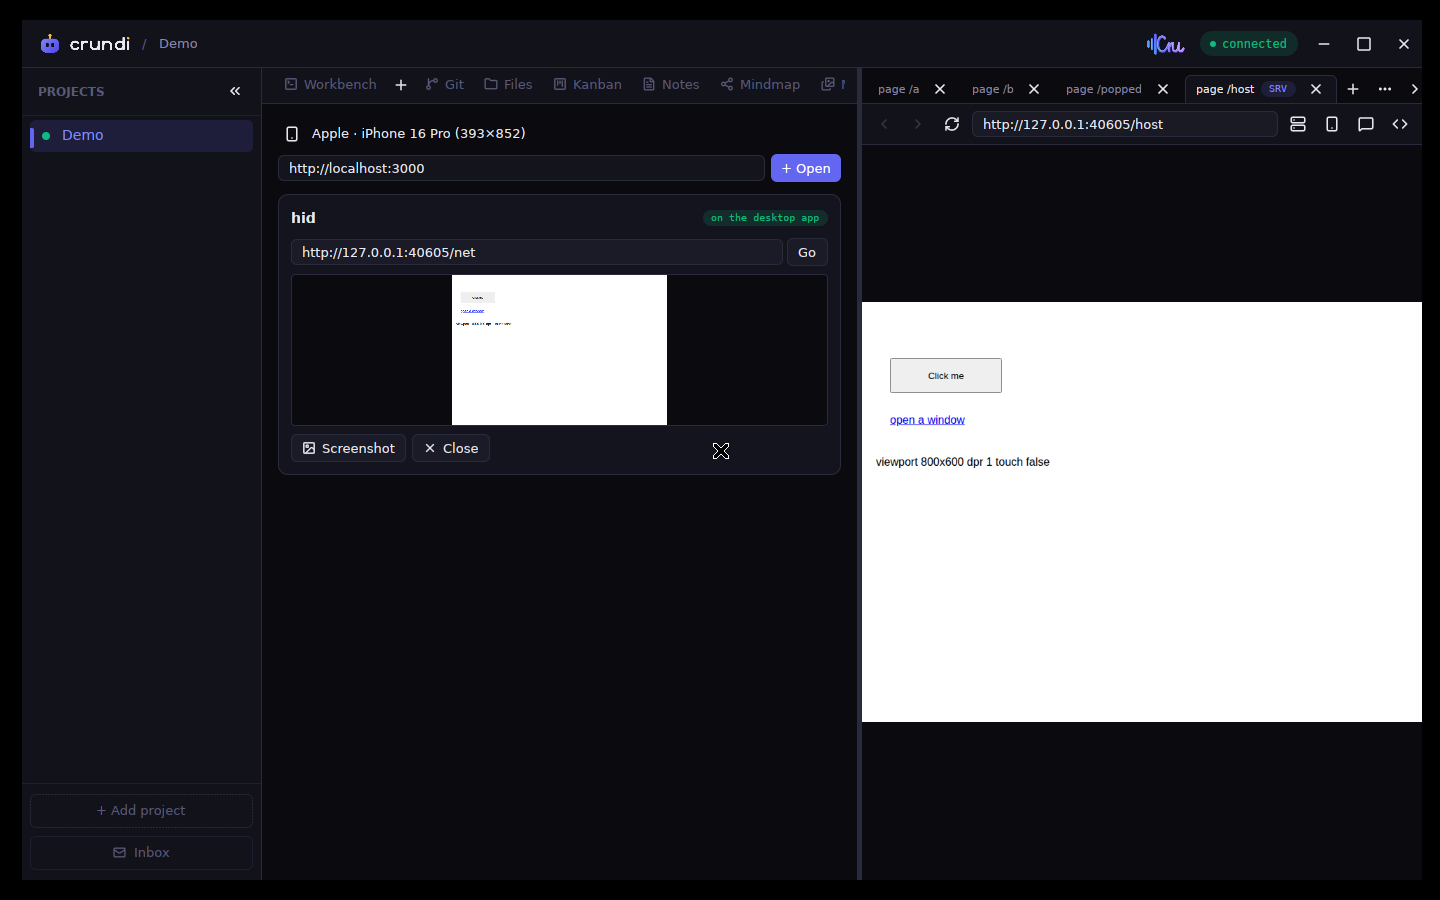 crundi / Demo
Cru
connected
PROJECTS
Demo
+ Add project
Inbox
Workbench
Git
Files
Kanban
Notes
Mindmap
Apple · iPhone 16 Pro (393×852)
http://localhost:3000
+ Open
hid
on the desktop app
http://127.0.0.1:40605/net
Go
Screenshot
Close
page /a
page /b
page /popped
page /host SRV
http://127.0.0.1:40605/host
Click me
open a window
viewport 800x600 dpr 1 touch false